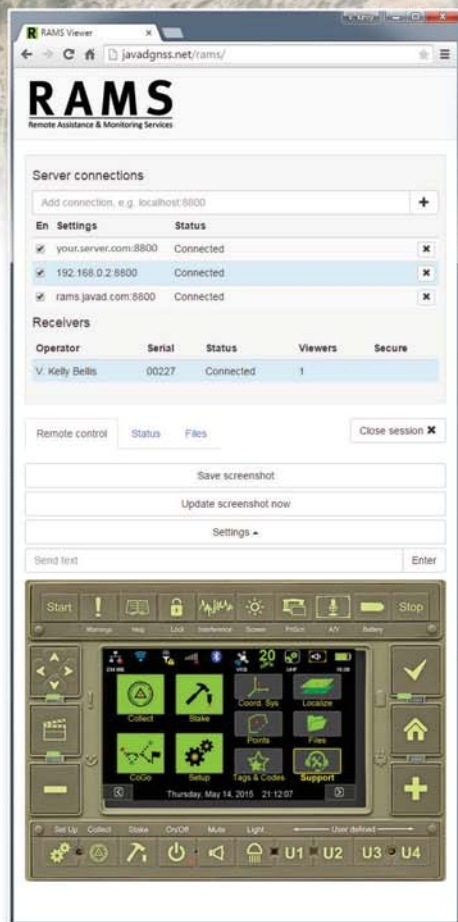 RAMS Viewer
javadgnss.net/rams/
RAMS
Remote Assistance & Monitoring Services
Server connections
Add connection, e.g. localhost:8800
En Settings Status
your.server.com:8800 Connected
192.168.0.2:8800 Connected
rams.javad.com:8800 Connected
Receivers
Operator Serial Status Viewers Secure
V. Kelly Bellis 00227 Connected 1
Remote control Status Files Close session
Save screenshot
Update screenshot now
Settings
Send text Enter
Start Stop
Warnings Help Lock Interference Screen PrtScn A/V Battery
20
UHF
Collect Stake Coord. Sys Localize
Points Files
CoGo Setup Tags & Codes Support
Thursday, May 14, 2015 21:12:07
Set Up Collect Stake On/Off Mute Light User defined
U1 U2 U3 U4